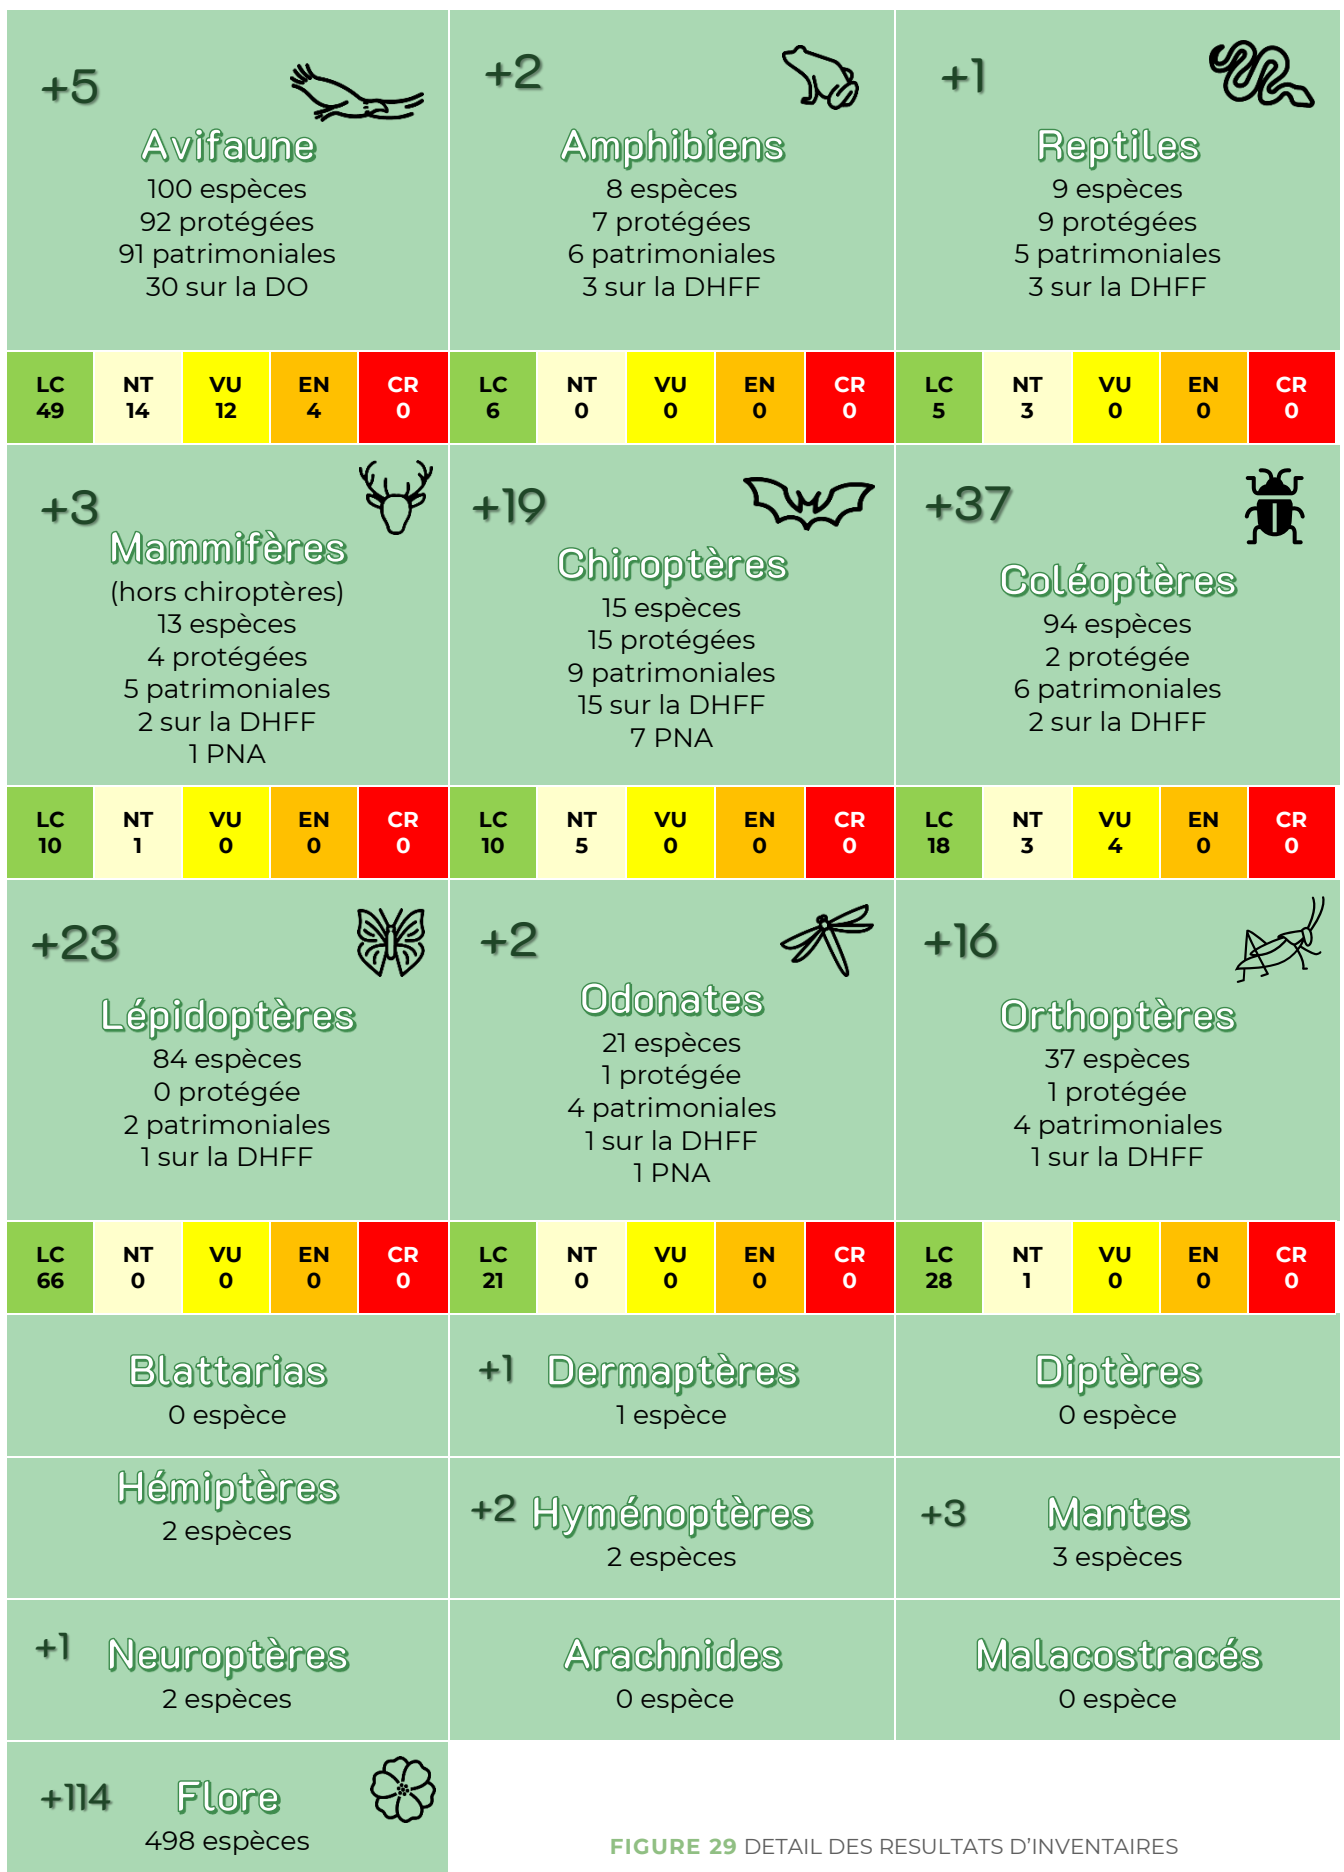 +5
Avifaune
100 espèces
92 protégées
91 patrimoniales
30 sur la DO
+2
Amphibiens
8 espèces
7 protégées
6 patrimoniales
3 sur la DHFF
+1
Reptiles
9 espèces
9 protégées
5 patrimoniales
3 sur la DHFF
LC NT VU EN CR LC NT VU EN CR LC NT VU EN CR
49 14 12 4 0 6 0 0 0 0 5 3 0 0 0
+3
Mammifères
(hors chiroptères)
13 espèces
4 protégées
5 patrimoniales
2 sur la DHFF
1 PNA
+19
Chiroptères
15 espèces
15 protégées
9 patrimoniales
15 sur la DHFF
7 PNA
+37
Coléoptères
94 espèces
2 protégée
6 patrimoniales
2 sur la DHFF
LC NT VU EN CR LC NT VU EN CR LC NT VU EN CR
10 1 0 0 0 10 5 0 0 0 18 3 4 0 0
+23
Lépidoptères
84 espèces
0 protégée
2 patrimoniales
1 sur la DHFF
+2
Odonates
21 espèces
1 protégée
4 patrimoniales
1 sur la DHFF
1 PNA
+16
Orthoptères
37 espèces
1 protégée
4 patrimoniales
1 sur la DHFF
LC NT VU EN CR LC NT VU EN CR LC NT VU EN CR
66 0 0 0 0 21 0 0 0 0 28 1 0 0 0
Blattarias
0 espèce
+1 Dermaptères
1 espèce
Diptères
0 espèce
Hémiptères
2 espèces
+2 Hyménoptères
2 espèces
+3 Mantes
3 espèces
+1 Neuroptères
2 espèces
Arachnides
0 espèce
Malacostracés
0 espèce
+114 Flore
498 espèces
FIGURE 29 DETAIL DES RESULTATS D'INVENTAIRES